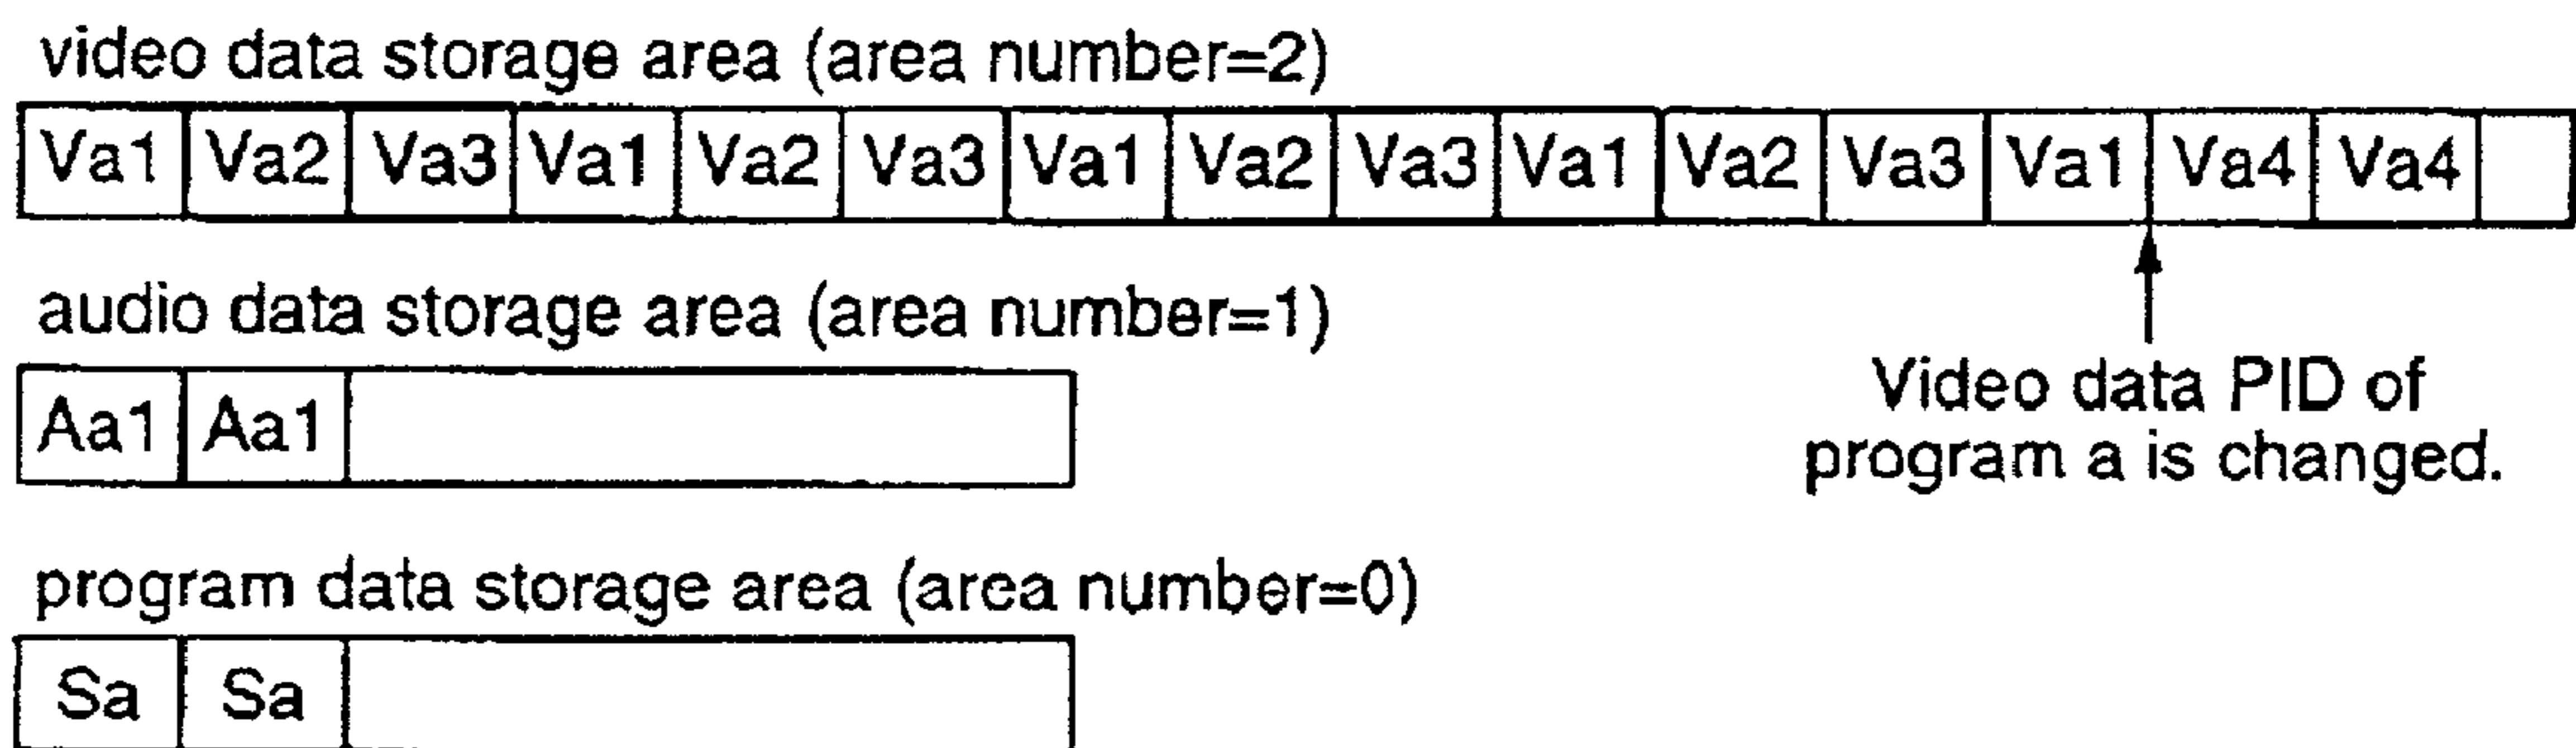 video data storage area (area number=2)
Va1 Va2 Va3 Va1 Va2 Va3 Va1 Va2 Va3 Va1 Va2 Va3 Va1 Va4 Va4
audio data storage area (area number=1)
Aa1 Aa1
Video data PID of
program a is changed.
program data storage area (area number=0)
Sa Sa